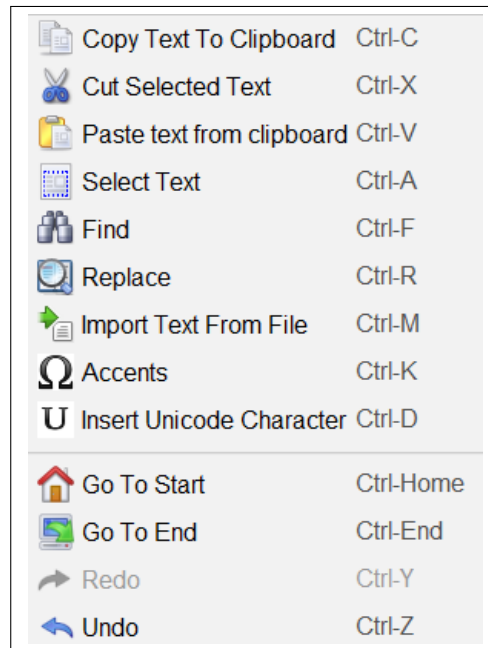 Copy Text To Clipboard Ctrl-C
Cut Selected Text Ctrl-X
Paste text from clipboard Ctrl-V
Select Text Ctrl-A
Find Ctrl-F
Replace Ctrl-R
Import Text From File Ctrl-M
Ω Accents Ctrl-K
U Insert Unicode Character Ctrl-D
Go To Start Ctrl-Home
Go To End Ctrl-End
Redo Ctrl-Y
Undo Ctrl-Z